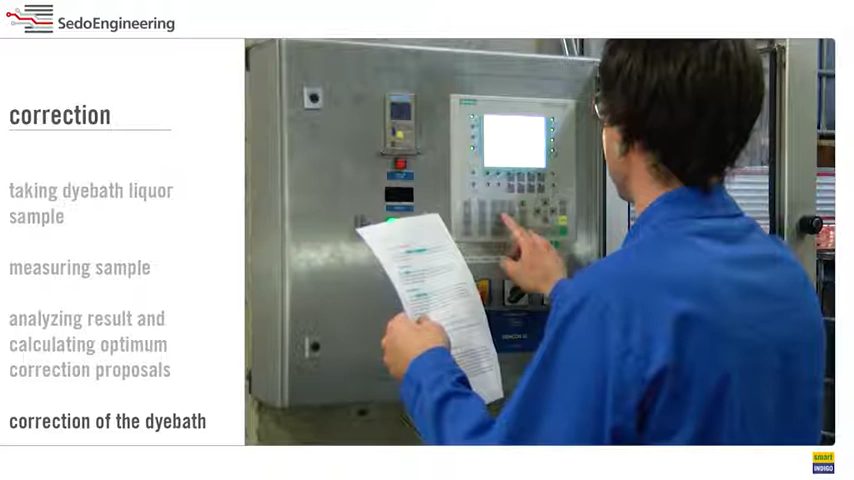 SedoEngineering
correction
taking dyebath liquor
sample
measuring sample
analyzing result and
calculating optimum
correction proposals
correction of the dyebath
SIEMENS
smart
INDIGO